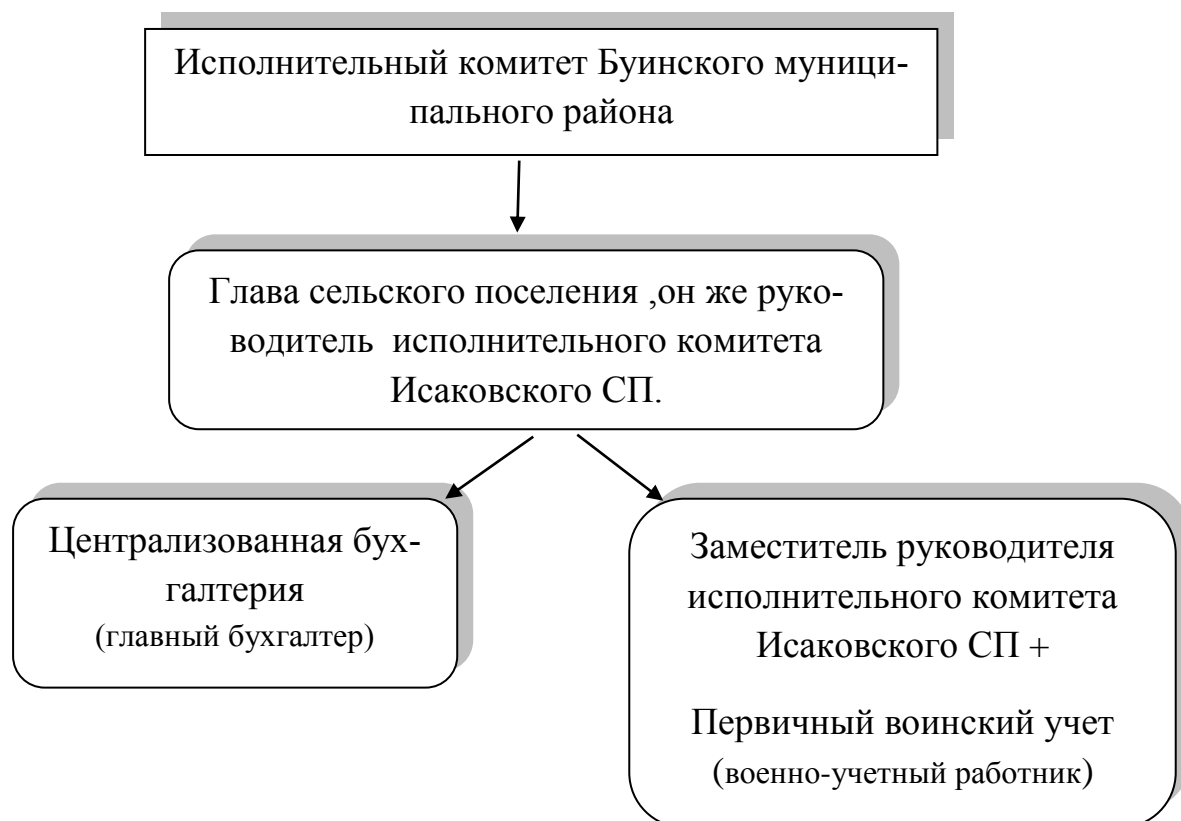 Исполнительный комитет Буинского муници-
пального района
Глава сельского поселения ,он же руко-
водитель  исполнительного комитета
Исаковского СП.
Централизованная бух-
галтерия
(главный бухгалтер)
Заместитель руководителя
исполнительного комитета
Исаковского СП +
Первичный воинский учет
(военно-учетный работник)